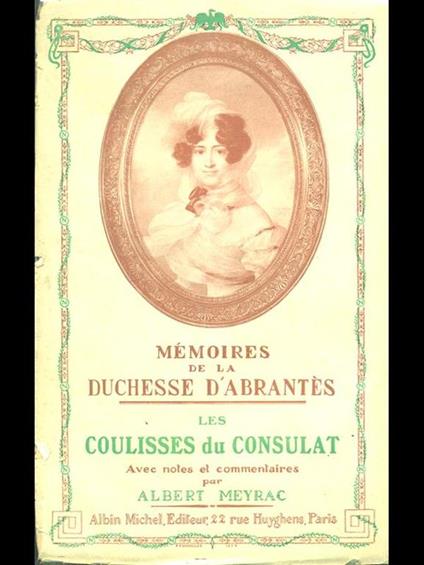 MÉMOIRES
DE LA
DUCHESSE D'ABRANTÈS
LES
COULISSES du CONSULAT
Avec notes et commentaires
par
ALBERT MEYRAC
Albin Michel, Editeur, 22 rue Huyghens, Paris